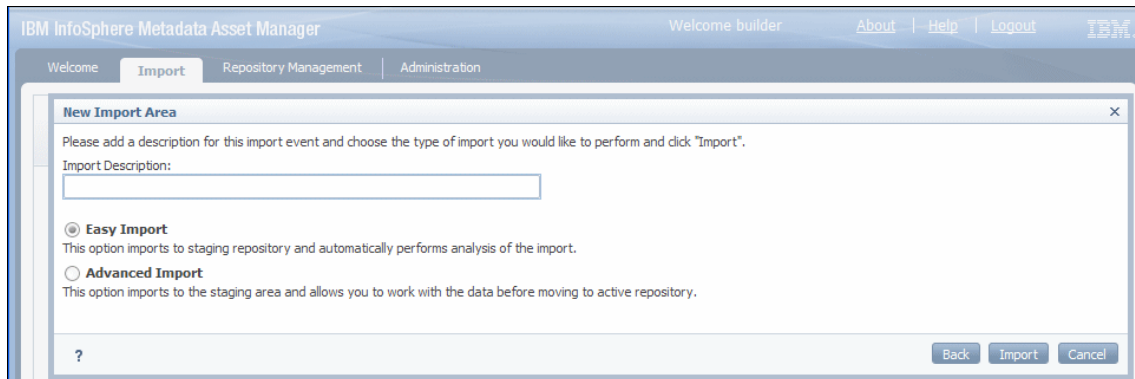 IBM InfoSphere Metadata Asset Manager Welcome builder About | Help | Logout IBM.
Welcome Import Repository Management Administration
New Import Area
Please add a description for this import event and choose the type of import you would like to perform and click "Import".
Import Description:
Easy Import
This option imports to staging repository and automatically performs analysis of the import.
Advanced Import
This option imports to the staging area and allows you to work with the data before moving to active repository.
? Back Import Cancel